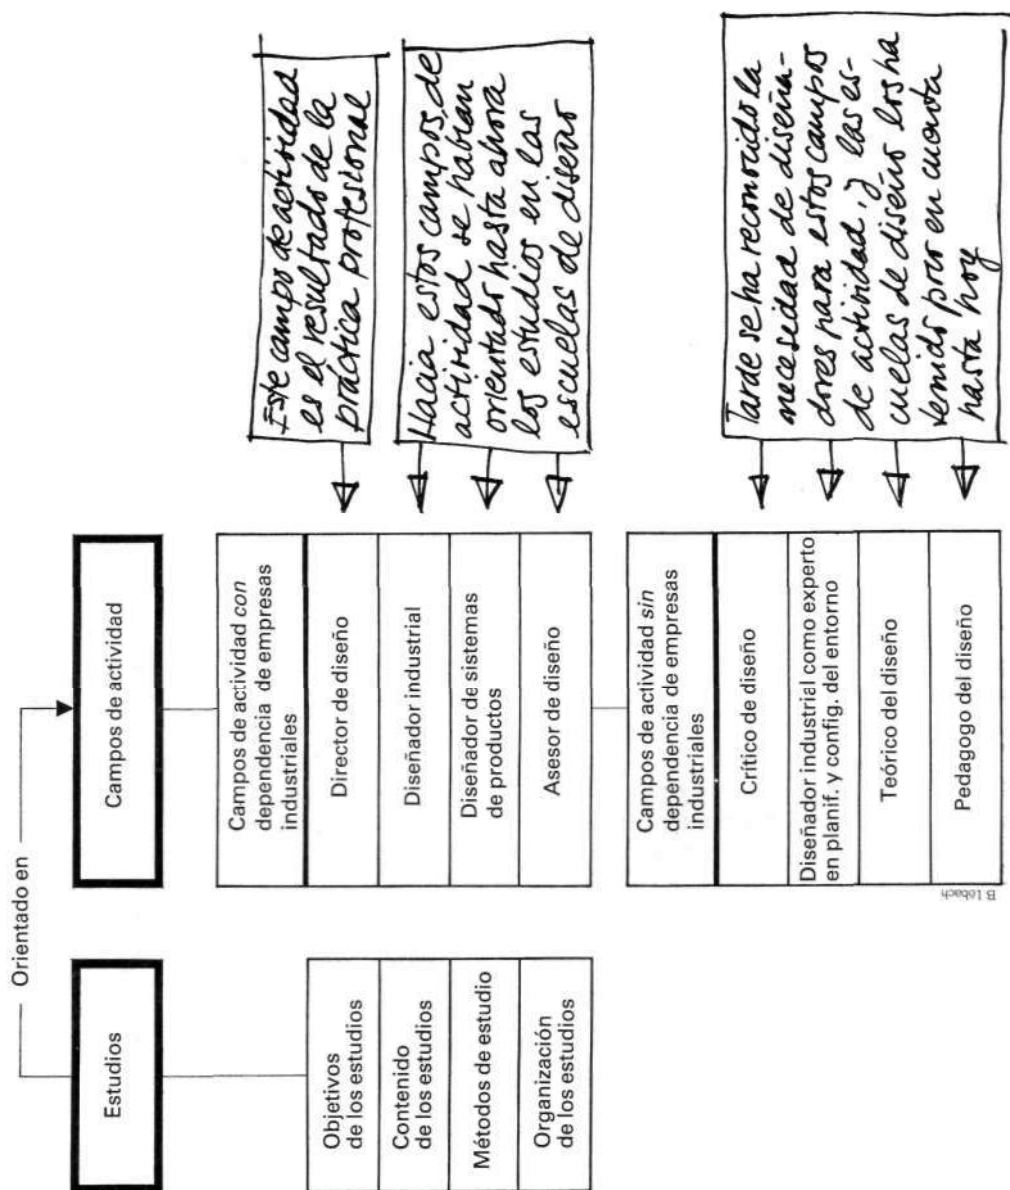 Orientado en
Estudios
Objetivos
de los estudios
Contenido
de los estudios
Métodos de estudio
Organización
de los estudios
Campos de actividad
Campos de actividad con
dependencia de empresas
industriales
Director de diseño
Diseñador industrial
Diseñador de sistemas
de productos
Asesor de diseño
Campos de actividad sin
dependencia de empresas
industriales
Crítico de diseño
Diseñador industrial como experto
en planif. y config. del entorno
Teórico del diseño
Pedagogo del diseño
B Löbach
Este campo de actividad
es el resultado de la
práctica profesional
Hacia estos campos de
actividad se habían
orientado hasta ahora
los estudios en las
escuelas de diseño
Tarde se ha reconocido la
necesidad de diseña-
dores para estos campos
de actividad, y las es-
cuelas de diseño los ha
tenido poco en cuenta
hasta hoy